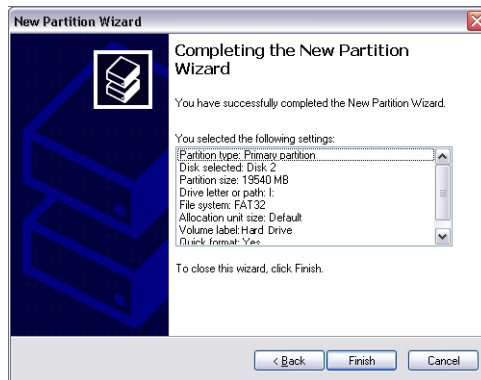 New Partition Wizard
Completing the New Partition
Wizard
You have successfully completed the New Partition Wizard.
You selected the following settings:
Partition type: Primary partition
Disk selected: Disk 2
Partition size: 19540 MB
Drive letter or path: I:
File system: FAT32
Allocation unit size: Default
Volume label: Hard Drive
Quick format: Yes
To close this wizard, click Finish.
< Back
Finish
Cancel